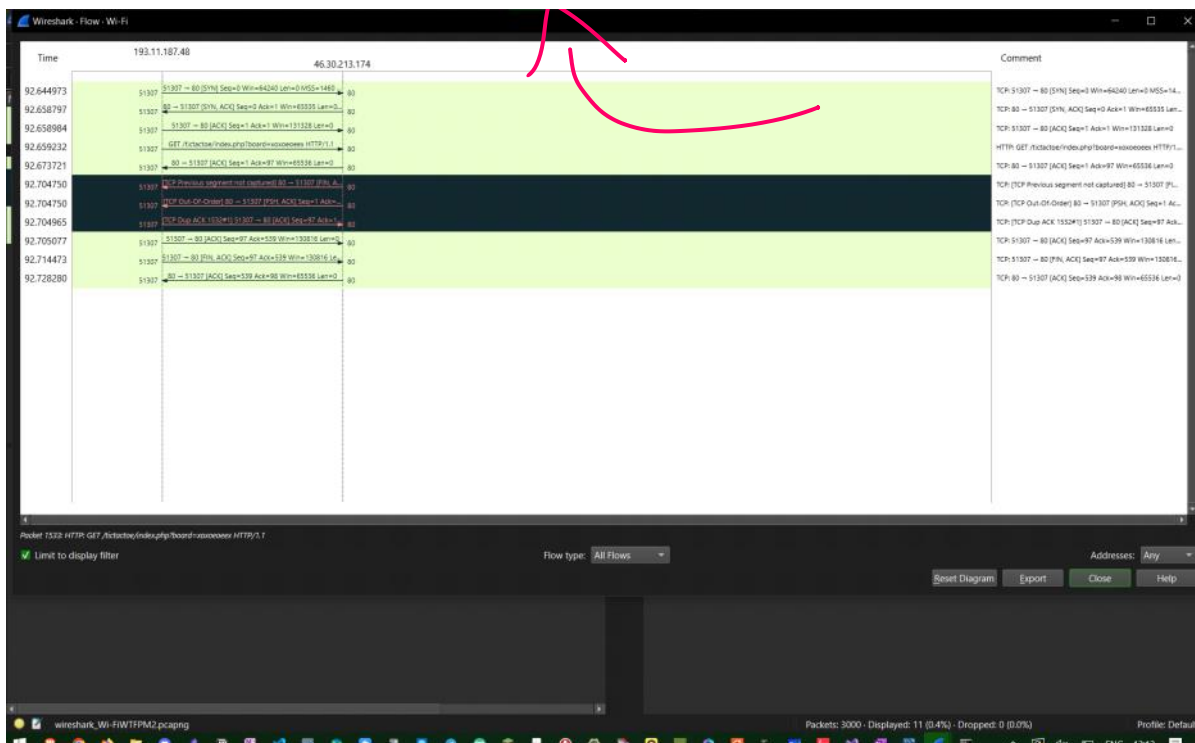 Wireshark · Flow · Wi-Fi
Time
193.11.187.48
46.30.213.174
Comment
92.644973
51307
51307 → 80 [SYN] Seq=0 Win=64240 Len=0 MSS=1460 ...
80
TCP: 51307 → 80 [SYN] Seq=0 Win=64240 Len=0 MSS=14...
92.658797
51307
80 → 51307 [SYN, ACK] Seq=0 Ack=1 Win=65535 Len=0...
80
TCP: 80 → 51307 [SYN, ACK] Seq=0 Ack=1 Win=65535 Len...
92.658984
51307
51307 → 80 [ACK] Seq=1 Ack=1 Win=131328 Len=0
80
TCP: 51307 → 80 [ACK] Seq=1 Ack=1 Win=131328 Len=0
92.659232
51307
GET /tictactoe/index.php?board=xoxoeoeex HTTP/1.1
80
HTTP: GET /tictactoe/index.php?board=xoxoeoeex HTTP/1...
92.673721
51307
80 → 51307 [ACK] Seq=1 Ack=97 Win=65536 Len=0
80
TCP: 80 → 51307 [ACK] Seq=1 Ack=97 Win=65536 Len=0
92.704750
51307
[TCP Previous segment not captured] 80 → 51307 [FIN, A...
80
TCP: [TCP Previous segment not captured] 80 → 51307 [FI...
92.704750
51307
[TCP Out-Of-Order] 80 → 51307 [PSH, ACK] Seq=1 Ack=...
80
TCP: [TCP Out-Of-Order] 80 → 51307 [PSH, ACK] Seq=1 Ac...
92.704965
51307
[TCP Dup ACK 1532#1] 51307 → 80 [ACK] Seq=97 Ack=1...
80
TCP: [TCP Dup ACK 1532#1] 51307 → 80 [ACK] Seq=97 Ack...
92.705077
51307
51307 → 80 [ACK] Seq=97 Ack=539 Win=130816 Len=0
80
TCP: 51307 → 80 [ACK] Seq=97 Ack=539 Win=130816 Len...
92.714473
51307
51307 → 80 [FIN, ACK] Seq=97 Ack=539 Win=130816 Le...
80
TCP: 51307 → 80 [FIN, ACK] Seq=97 Ack=539 Win=130816...
92.728280
51307
80 → 51307 [ACK] Seq=539 Ack=98 Win=65536 Len=0
80
TCP: 80 → 51307 [ACK] Seq=539 Ack=98 Win=65536 Len=0
Packet 1533: HTTP: GET /tictactoe/index.php?board=xoxoeoeex HTTP/1.1
Limit to display filter
Flow type: All Flows
Addresses: Any
Reset Diagram
Export
Close
Help
wireshark_Wi-FiWTFPM2.pcapng
Packets: 3000 · Displayed: 11 (0.4%) · Dropped: 0 (0.0%)
Profile: Defaul